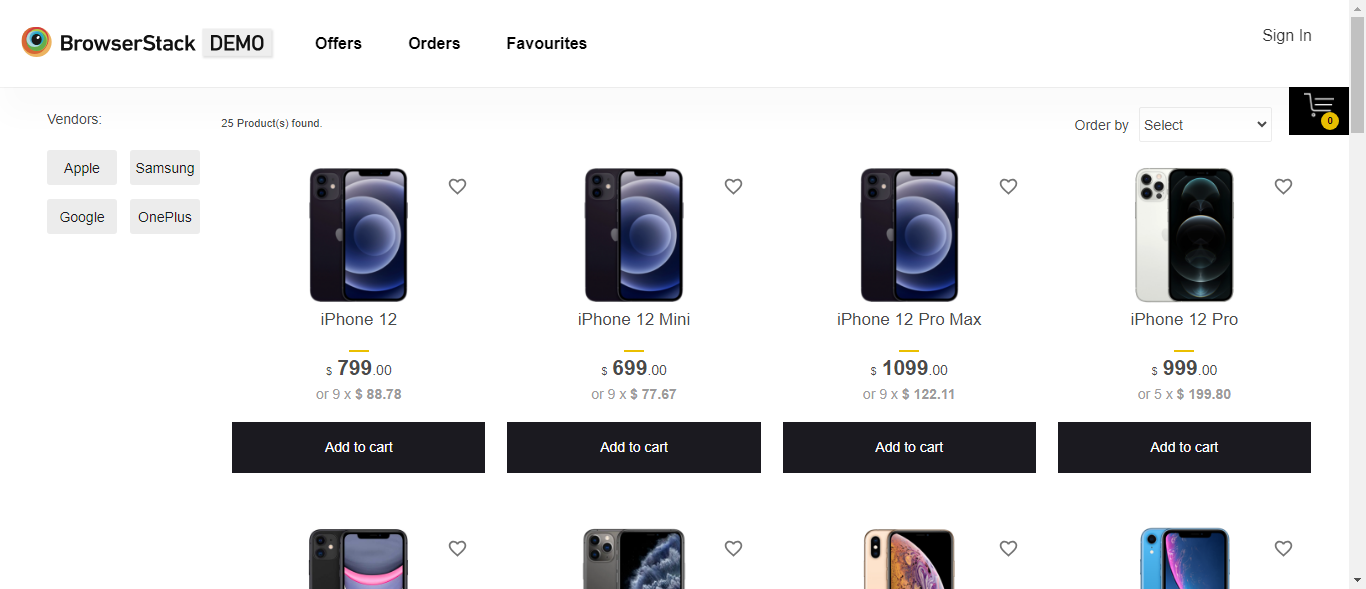 BrowserStack DEMO
Offers
Orders
Favourites
Sign In
0
Vendors:
Apple
Samsung
Google
OnePlus
25 Product(s) found.
Order by
Select
iPhone 12
$ 799.00
or 9 x $ 88.78
Add to cart
iPhone 12 Mini
$ 699.00
or 9 x $ 77.67
Add to cart
iPhone 12 Pro Max
$ 1099.00
or 9 x $ 122.11
Add to cart
iPhone 12 Pro
$ 999.00
or 5 x $ 199.80
Add to cart